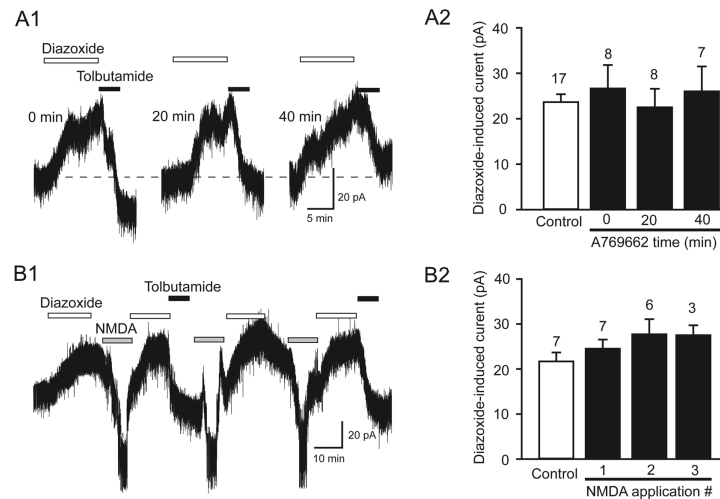 A1
Diazoxide
Tolbutamide
0 min
20 min
40 min
20 pA
5 min
A2
Diazoxide-induced curent (pA)
40
30
20
10
0
17
8
8
7
Control
0
20
40
A769662 time (min)
B1
Tolbutamide
Diazoxide
NMDA
20 pA
10 min
B2
Diazoxide-induced curent (pA)
40
30
20
10
0
7
7
6
3
Control
1
2
3
NMDA application #